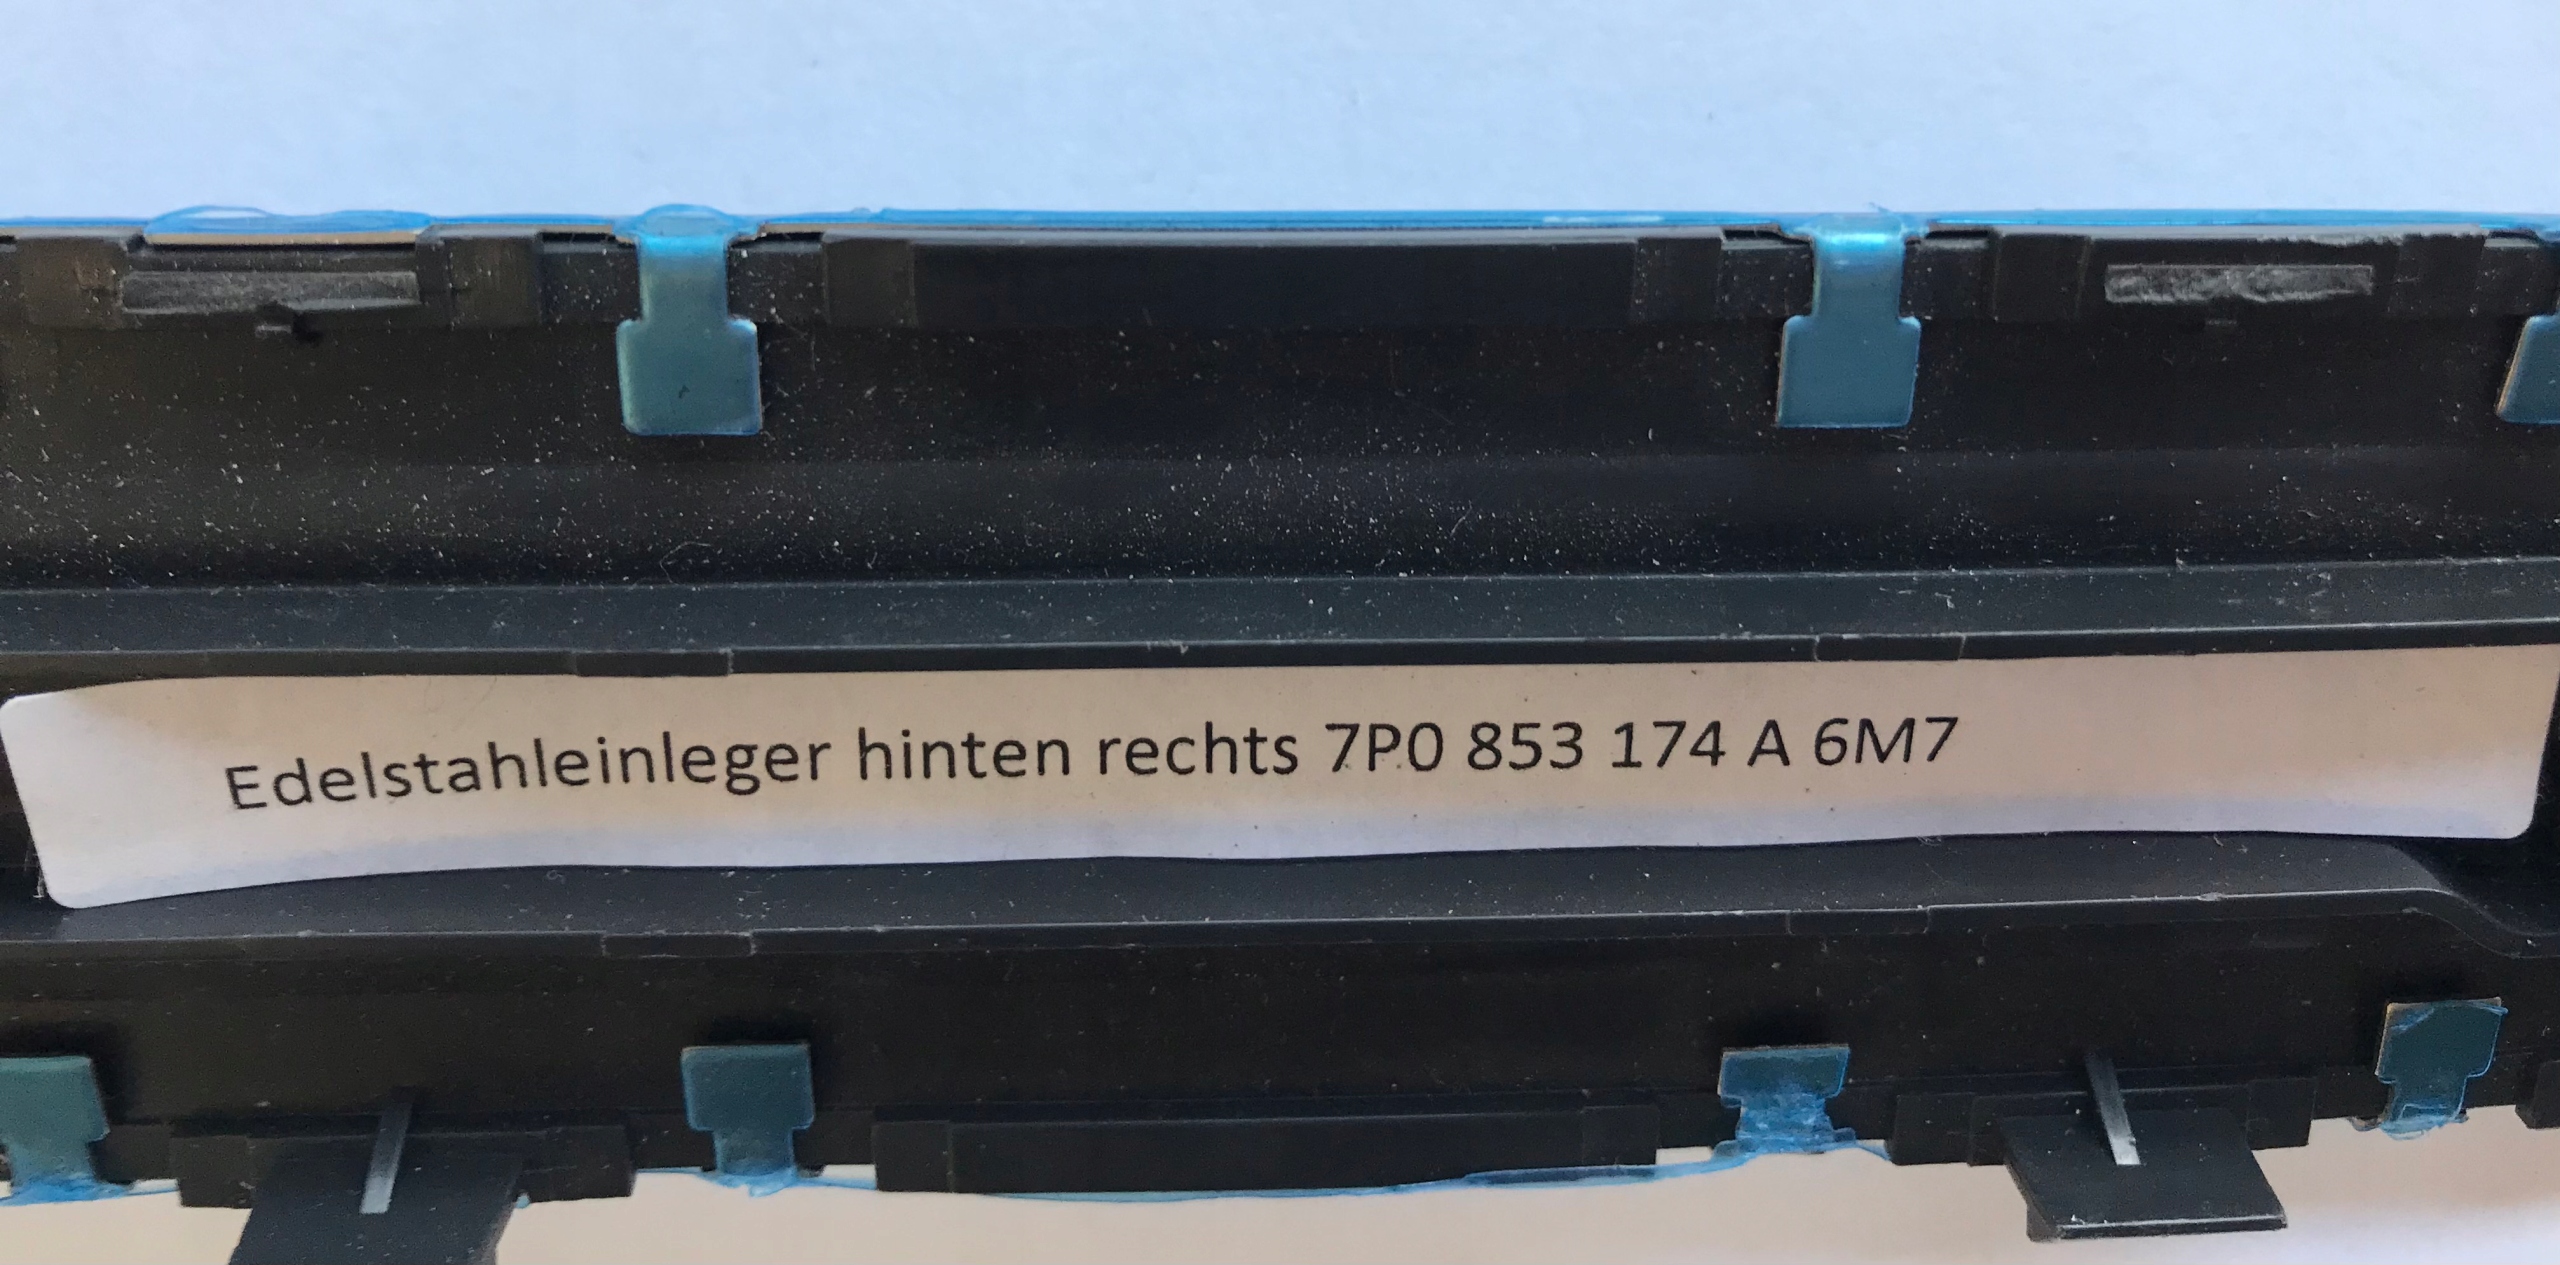 Edelstahleinleger hinten rechts 7P0 853 174 A 6M7